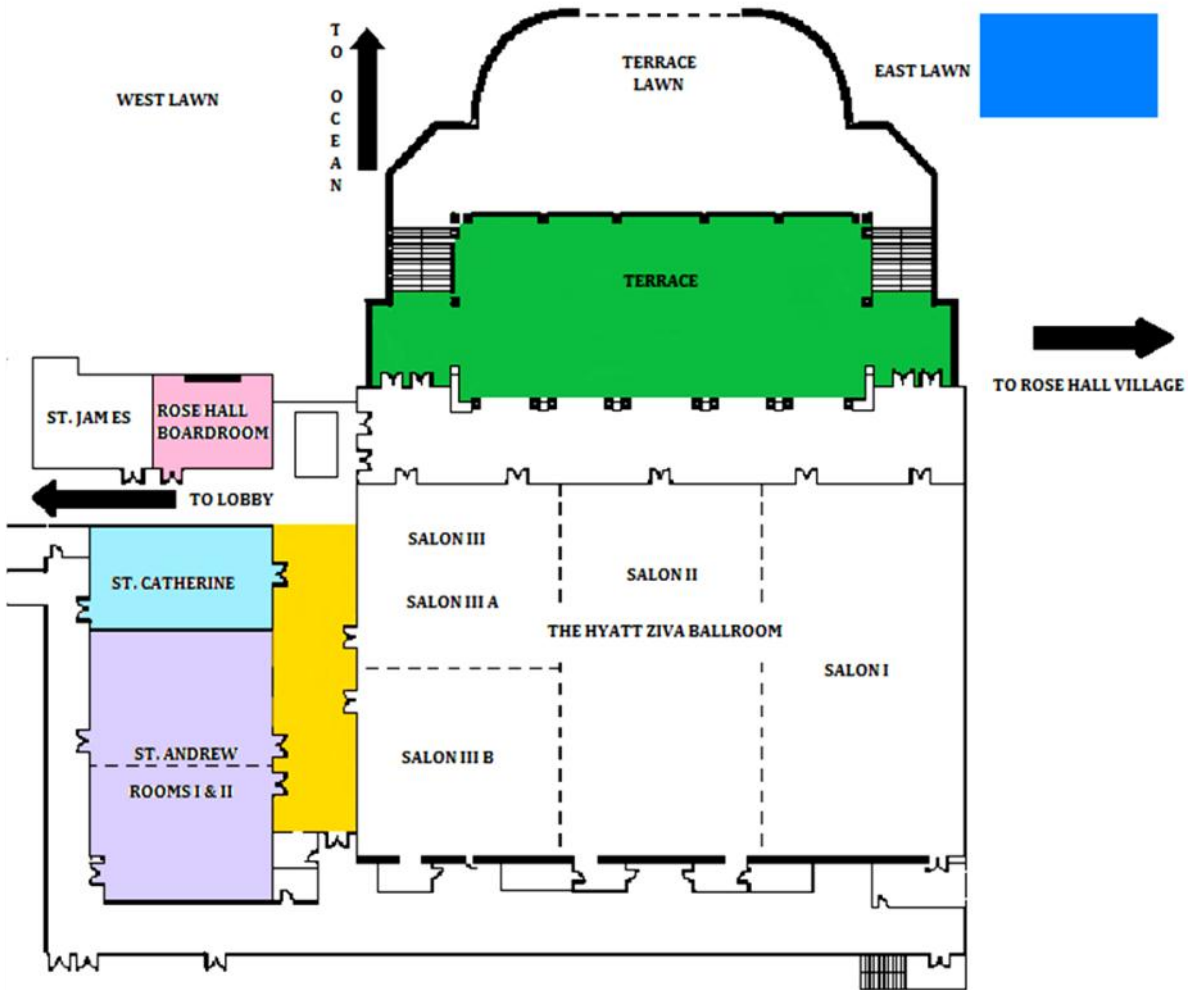 TO OCEAN
WEST LAWN
TERRACE
LAWN
EAST LAWN
TERRACE
TO ROSE HALL VILLAGE
ST. JAMES
ROSE HALL
BOARDROOM
TO LOBBY
SALON III
ST. CATHERINE
SALON II
SALON III A
THE HYATT ZIVA BALLROOM
SALON I
ST. ANDREW
SALON III B
ROOMS I & II